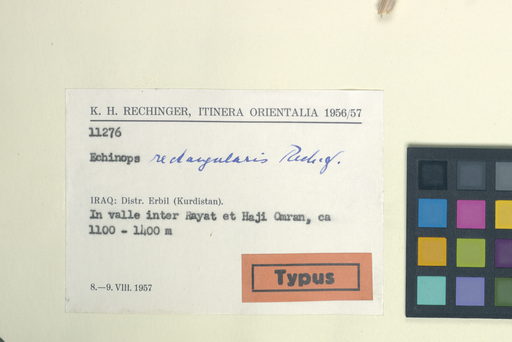 K. H. RECHINGER, ITINERA ORIENTALIA 1956/57
11276
Echinops rectangularis Rech.f.
IRAQ: Distr. Erbil (Kurdistan).
In valle inter Rayat et Haji Omran, ca
1100 - 1400 m
Typus
8.—9. VIII. 1957